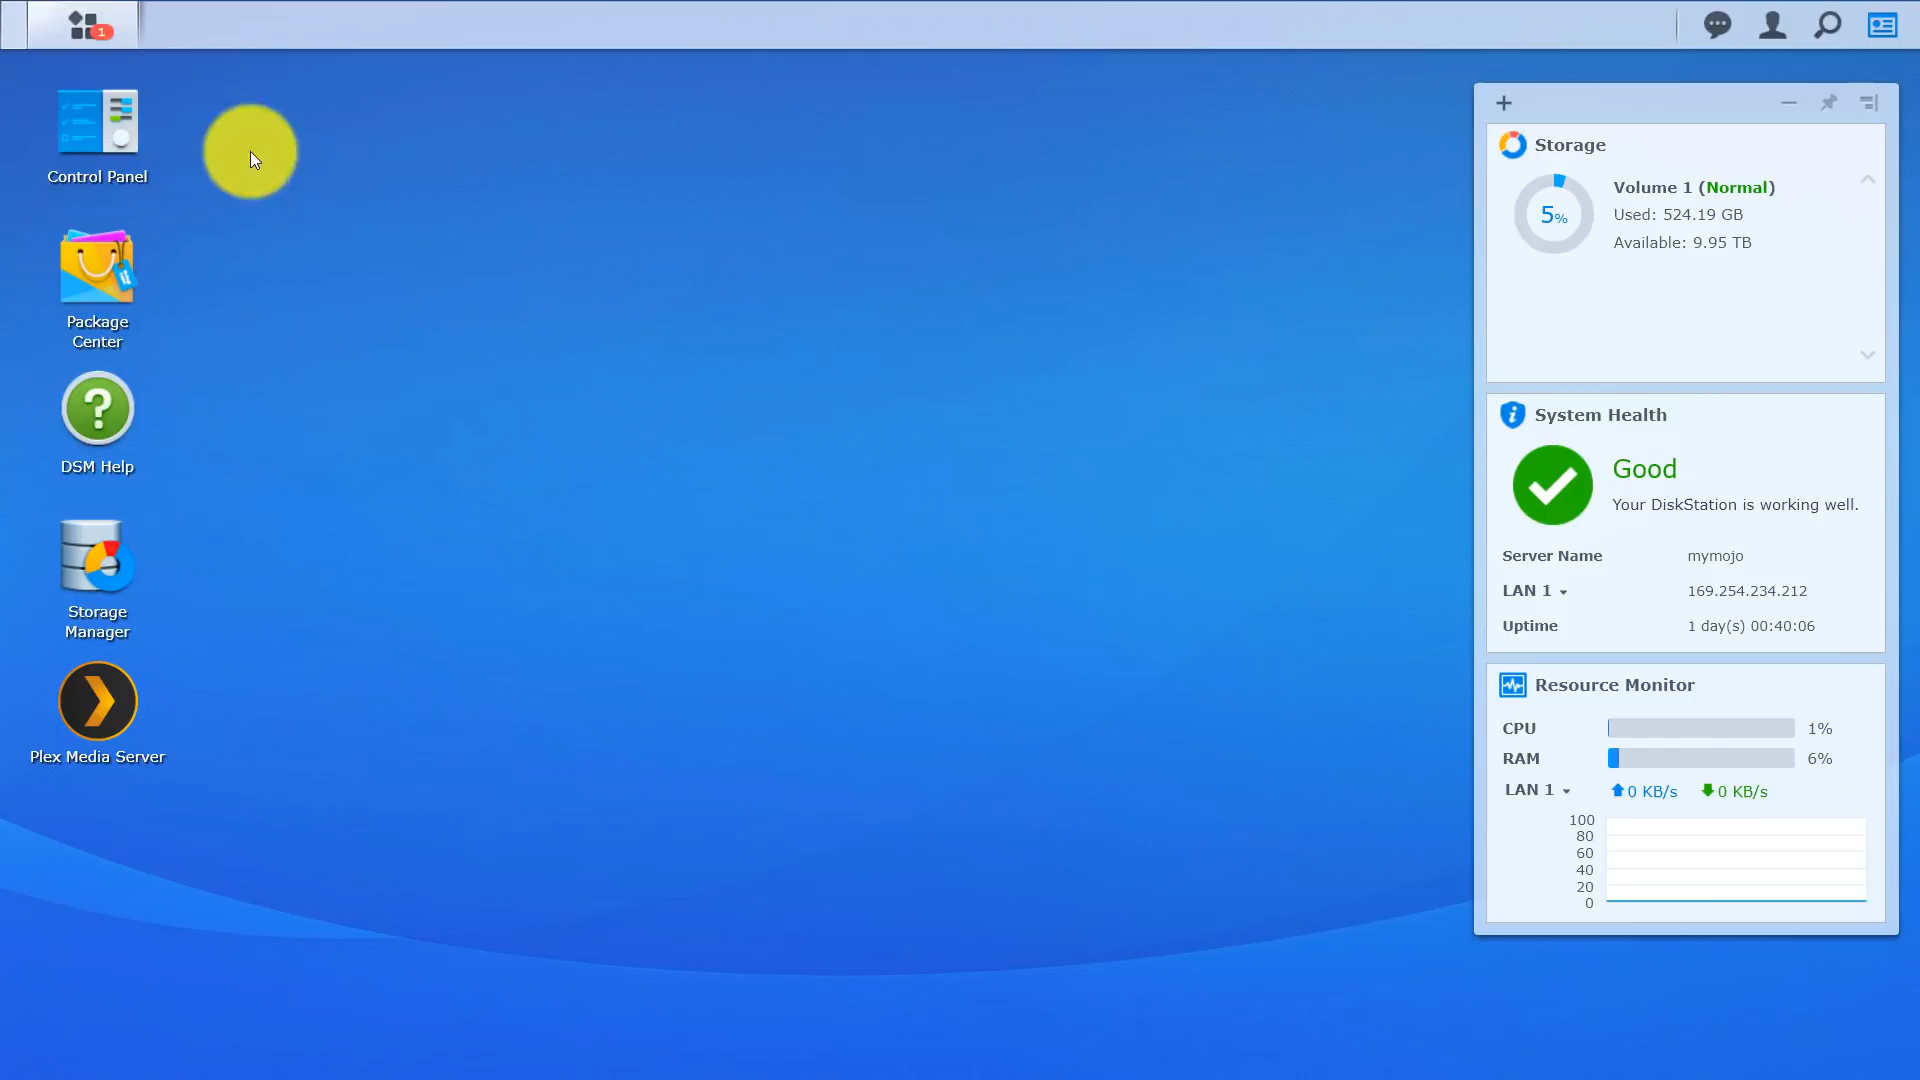 1
Control Panel
Package
Center
DSM Help
Storage
Manager
Plex Media Server
Storage
5%
Volume 1 (Normal)
Used: 524.19 GB
Available: 9.95 TB
System Health
Good
Your DiskStation is working well.
Server Name mymojo
LAN 1 169.254.234.212
Uptime 1 day(s) 00:40:06
Resource Monitor
CPU 1%
RAM 6%
LAN 1 0 KB/s 0 KB/s
100
80
60
40
20
0